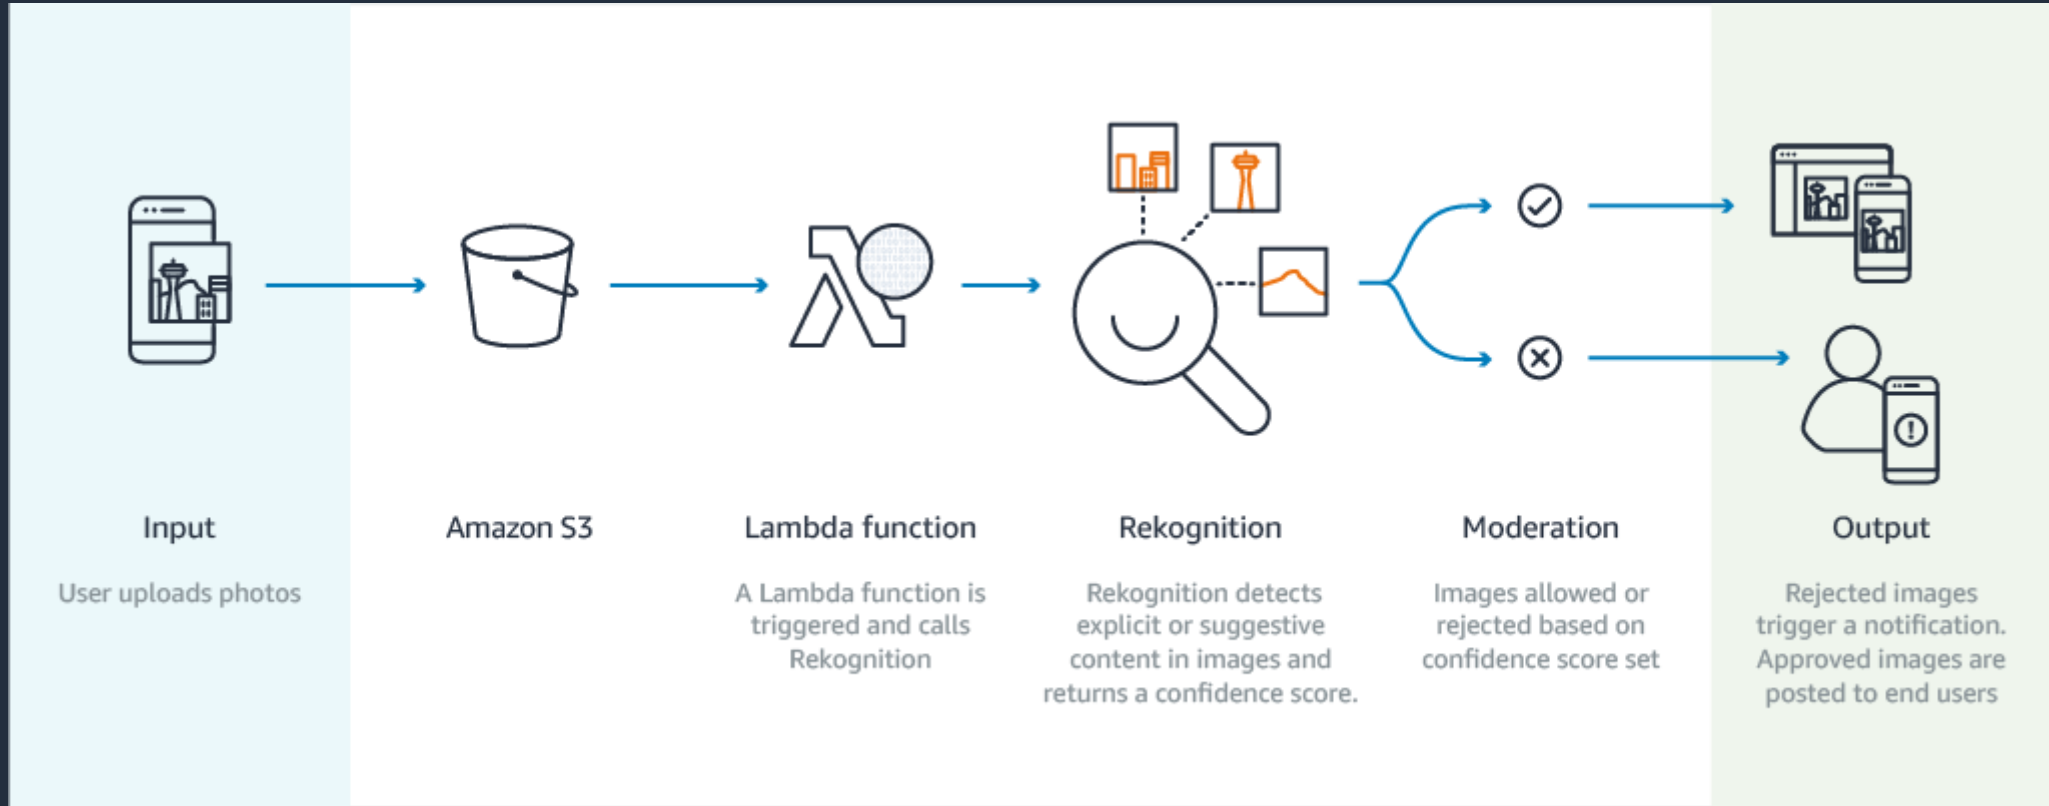 Input
User uploads photos
Amazon S3
Lambda function
A Lambda function is
triggered and calls
Rekognition
Rekognition
Rekognition detects
explicit or suggestive
content in images and
returns a confidence score.
Moderation
Images allowed or
rejected based on
confidence score set
Output
Rejected images
trigger a notification.
Approved images are
posted to end users